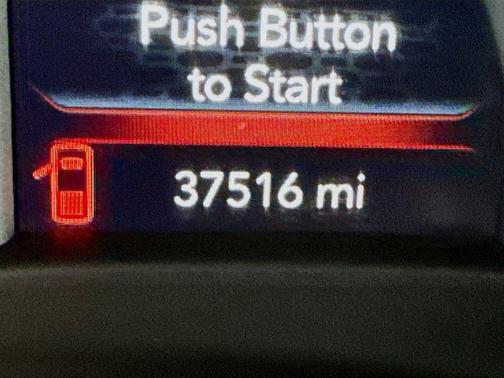 Push Button
to Start
37516 mi